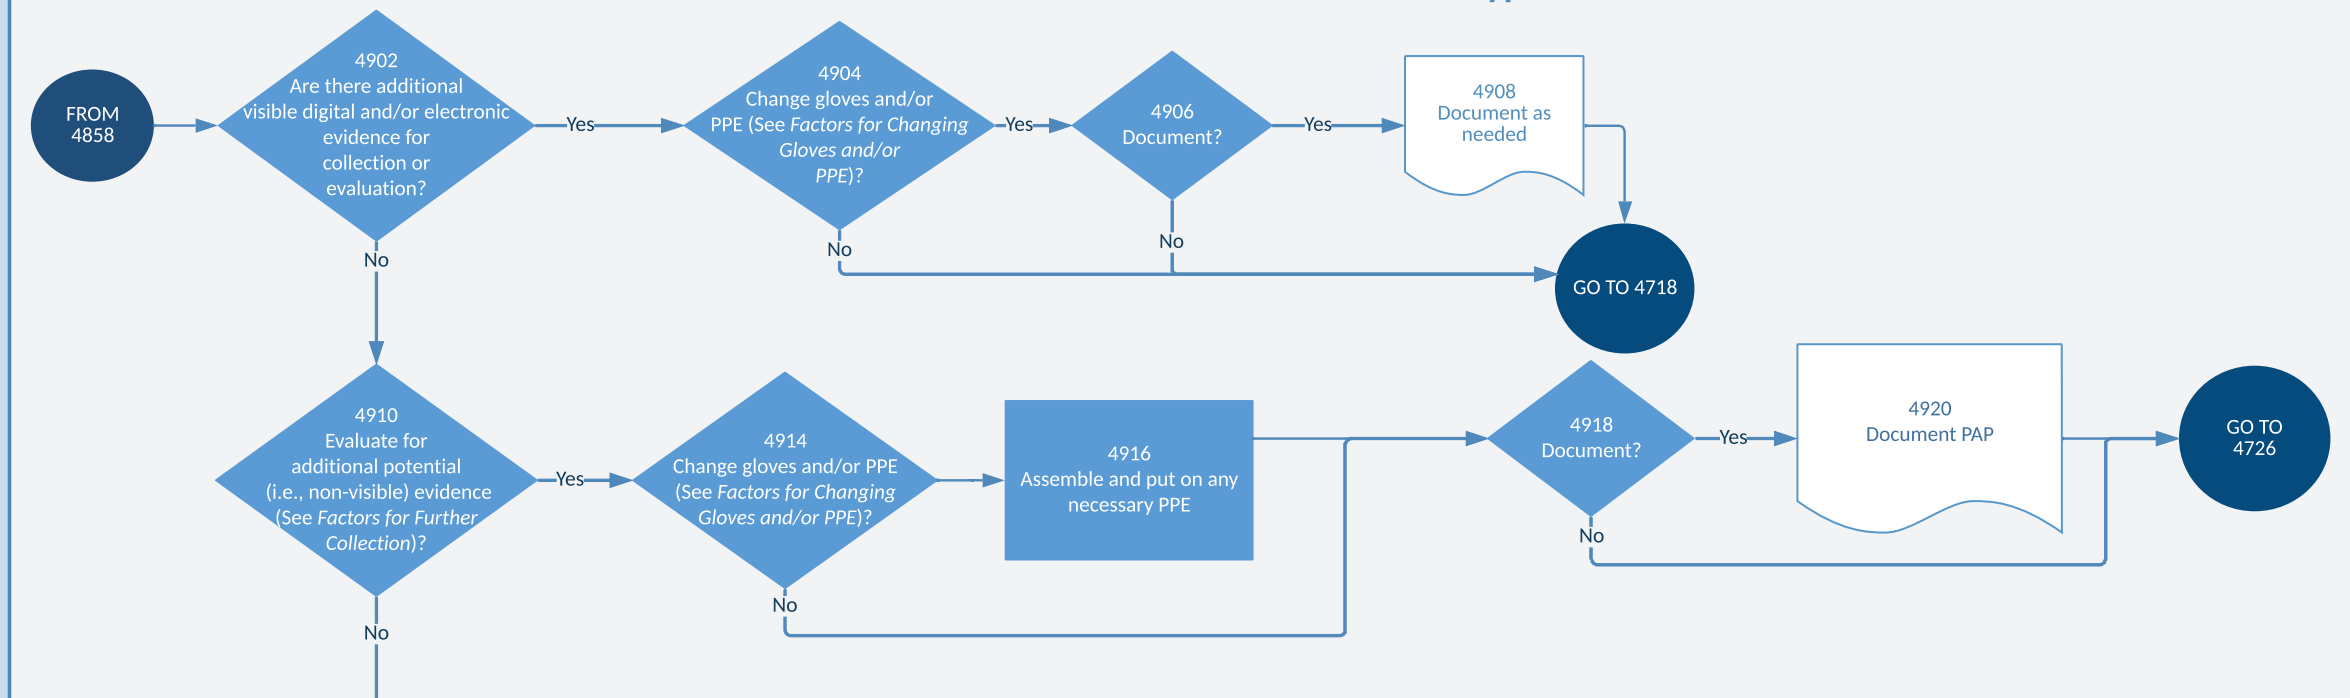 FROM
4858
4902
Are there additional
visible digital and/or electronic
evidence for
collection or
evaluation?
Yes
4904
Change gloves and/or
PPE (See Factors for Changing
Gloves and/or
PPE)?
Yes
4906
Document?
Yes
4908
Document as
needed
No
No
No
GO TO 4718
4910
Evaluate for
additional potential
(i.e., non-visible) evidence
(See Factors for Further
Collection)?
Yes
4914
Change gloves and/or PPE
(See Factors for Changing
Gloves and/or PPE)?
4916
Assemble and put on any
necessary PPE
4918
Document?
Yes
4920
Document PAP
GO TO
4726
No
No
No